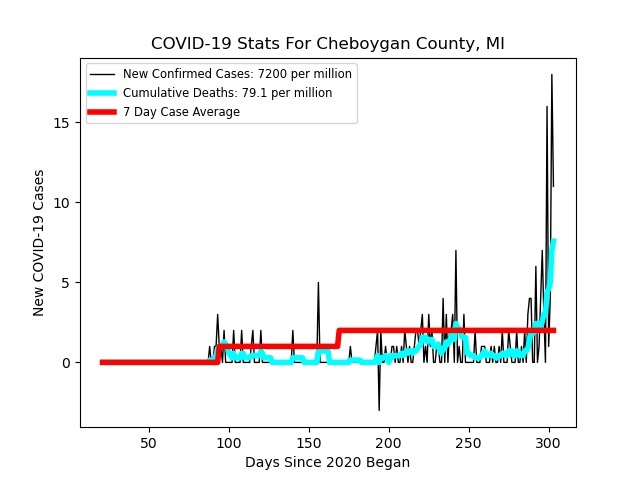 COVID-19 Stats For Cheboygan County, MI
New Confirmed Cases: 7200 per million
Cumulative Deaths: 79.1 per million
7 Day Case Average
New COVID-19 Cases
15
10
5
0
50
100
150
200
250
300
Days Since 2020 Began